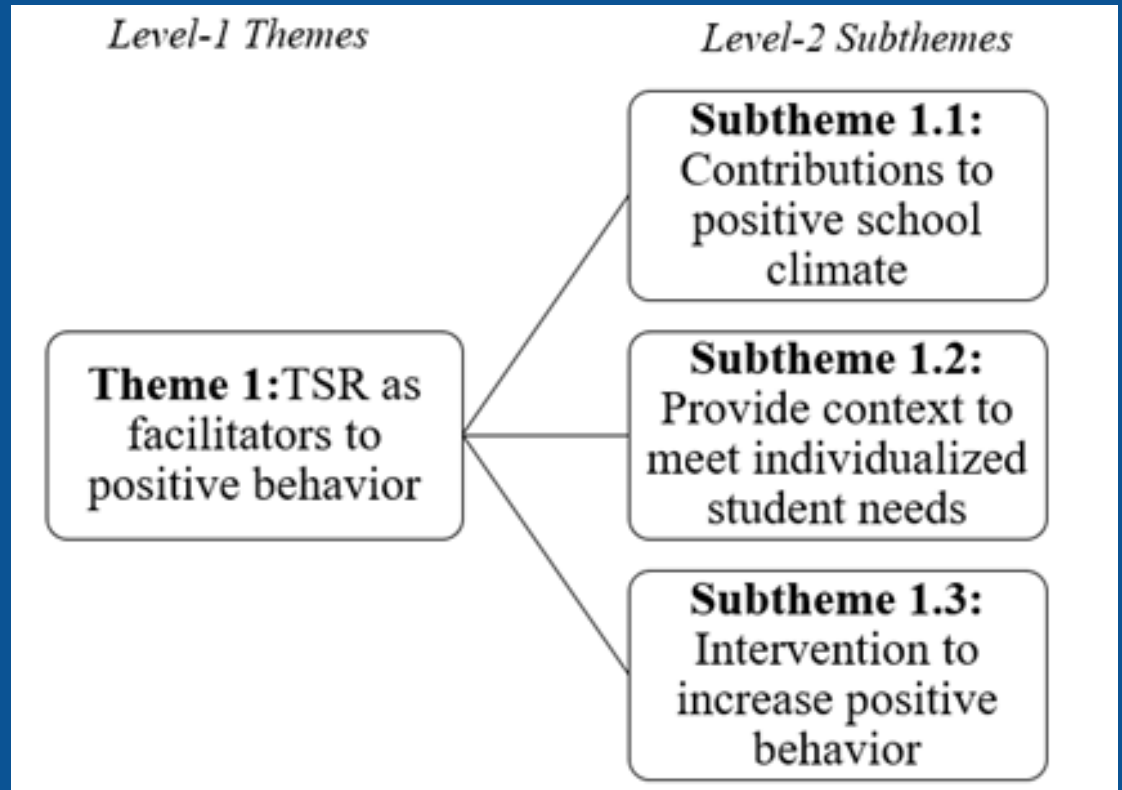 Level-1 Themes
Level-2 Subthemes
Theme 1:TSR as
facilitators to
positive behavior
Subtheme 1.1:
Contributions to
positive school
climate
Subtheme 1.2:
Provide context to
meet individualized
student needs
Subtheme 1.3:
Intervention to
increase positive
behavior